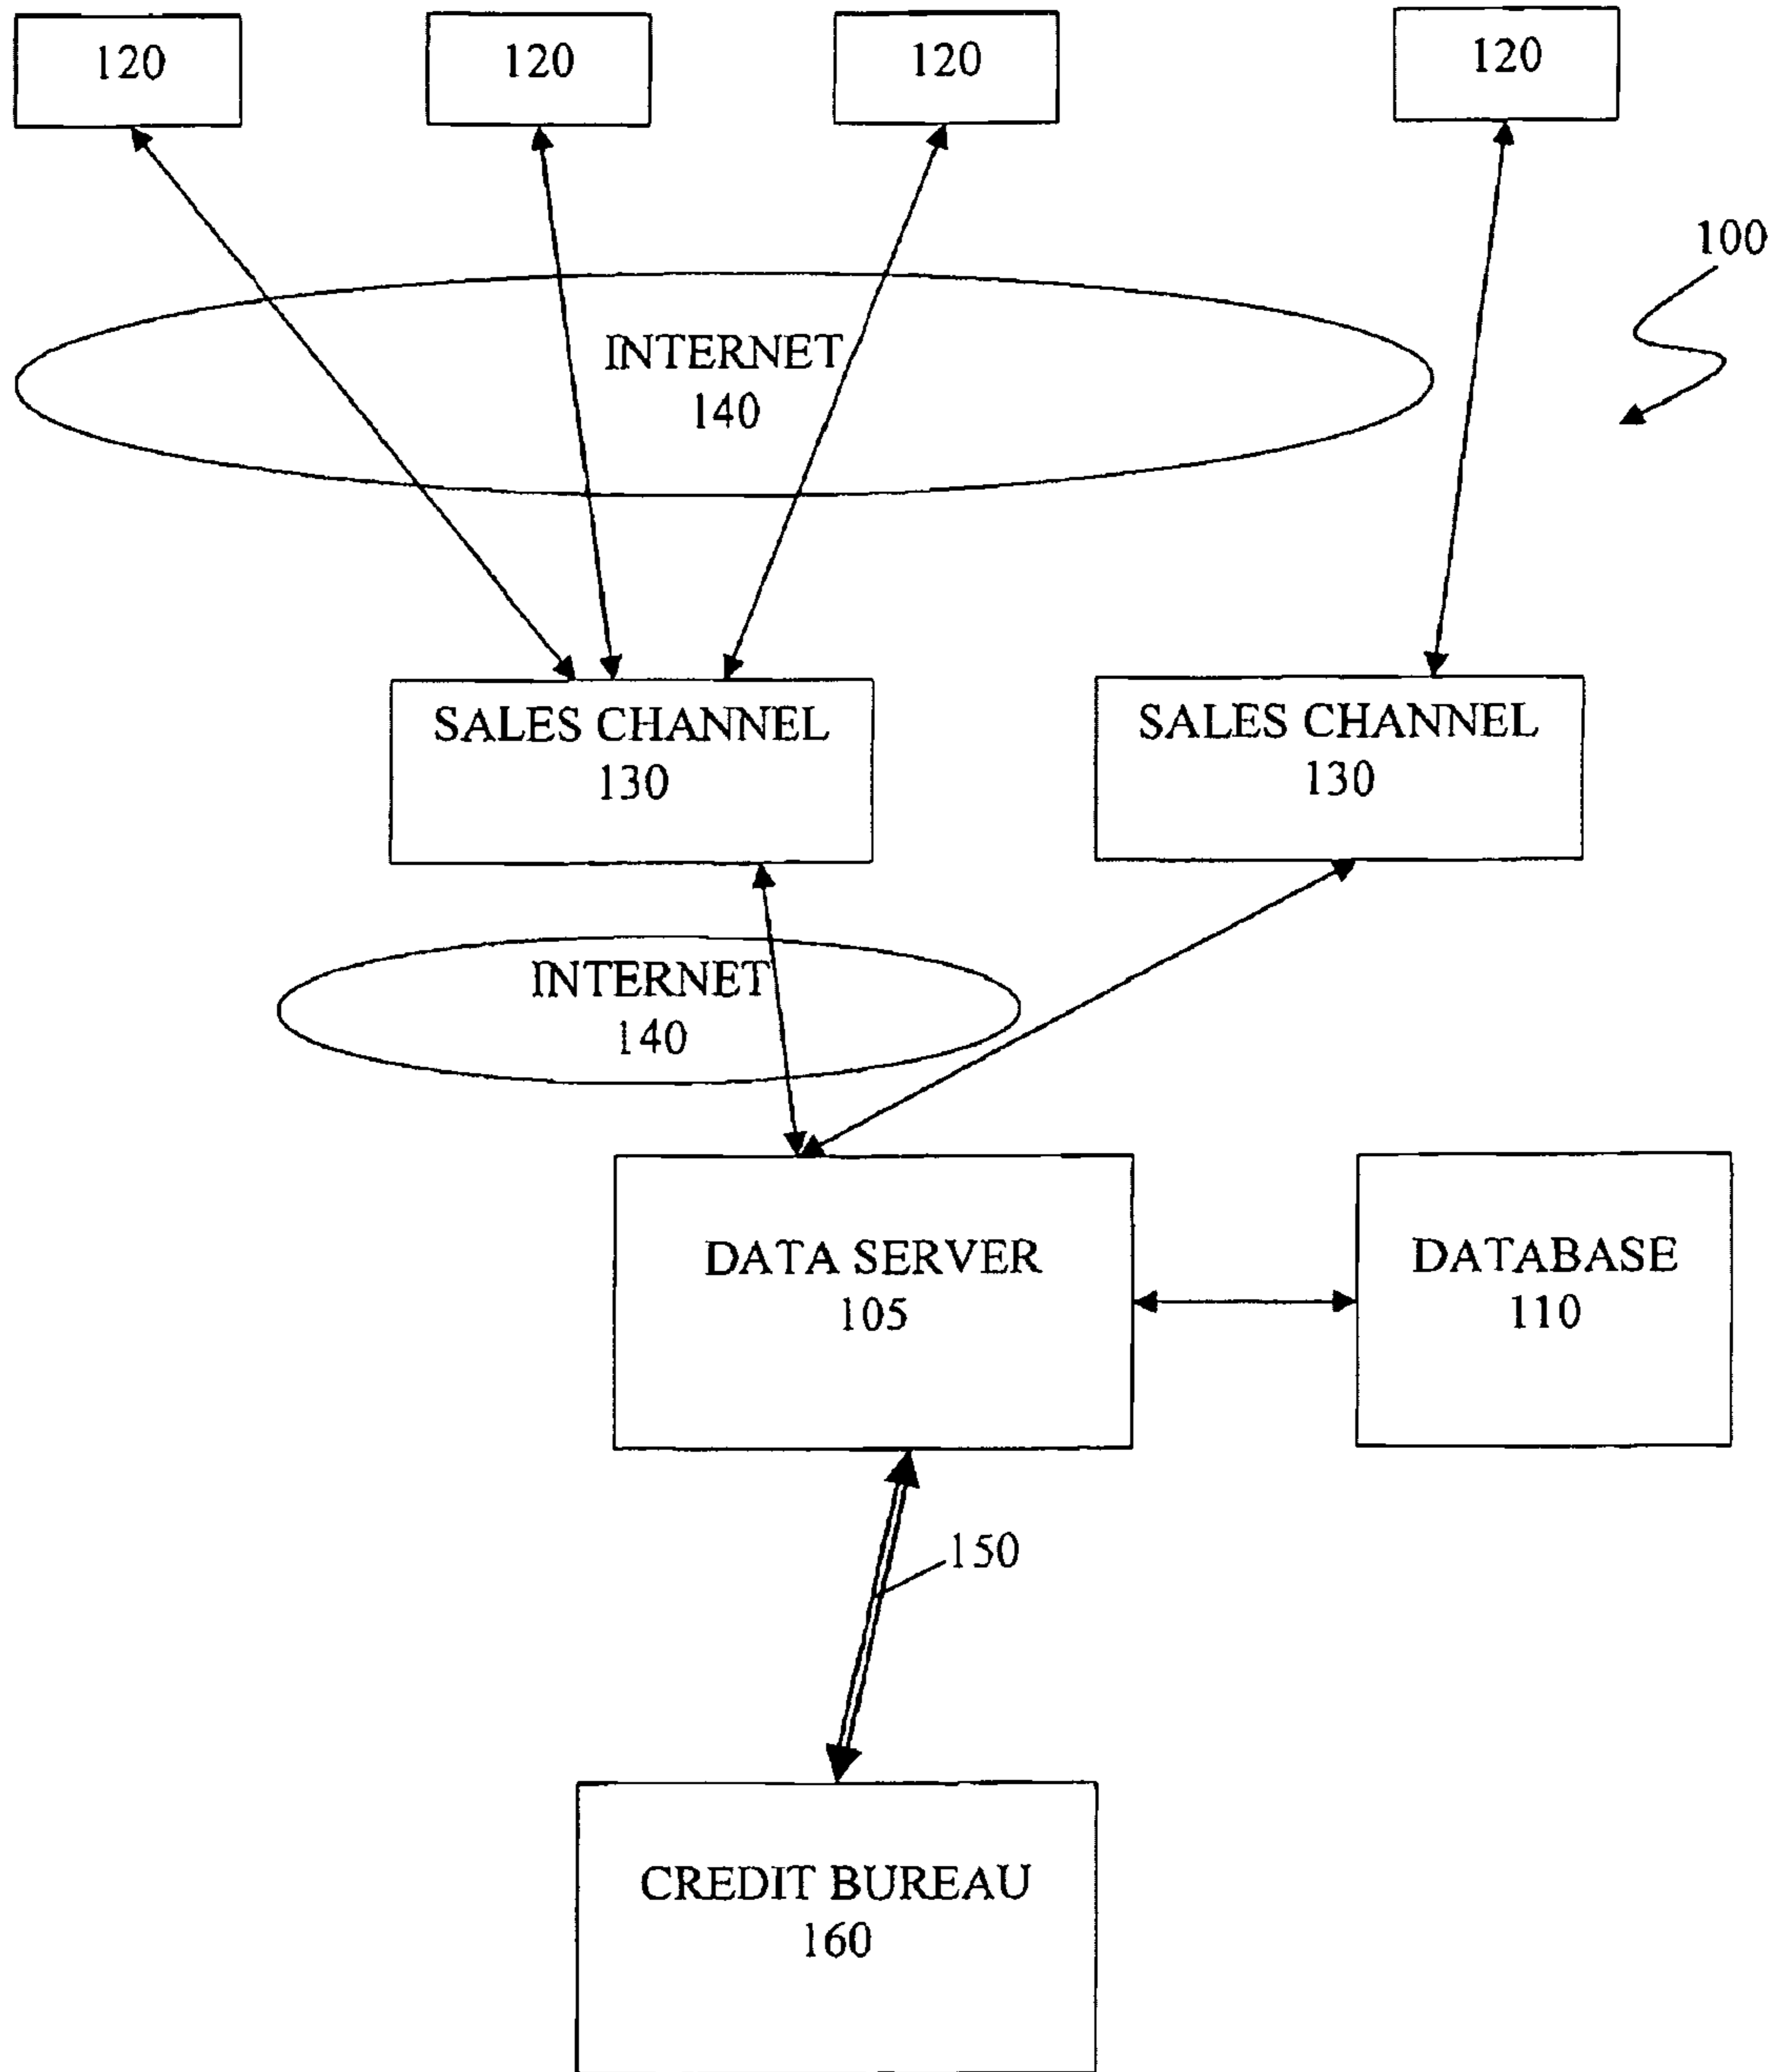 120
120
120
120
100
INTERNET
140
SALES CHANNEL
130
SALES CHANNEL
130
INTERNET
140
DATA SERVER
105
DATABASE
110
150
CREDIT BUREAU
160